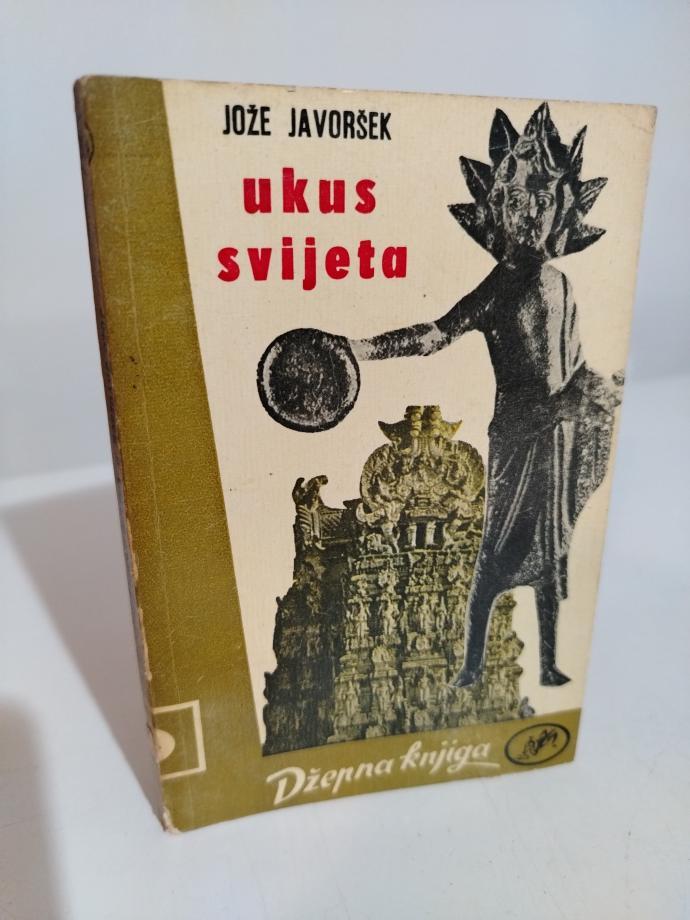 JOŽE JAVORŠEK
ukus
svijeta
Džepna knjiga